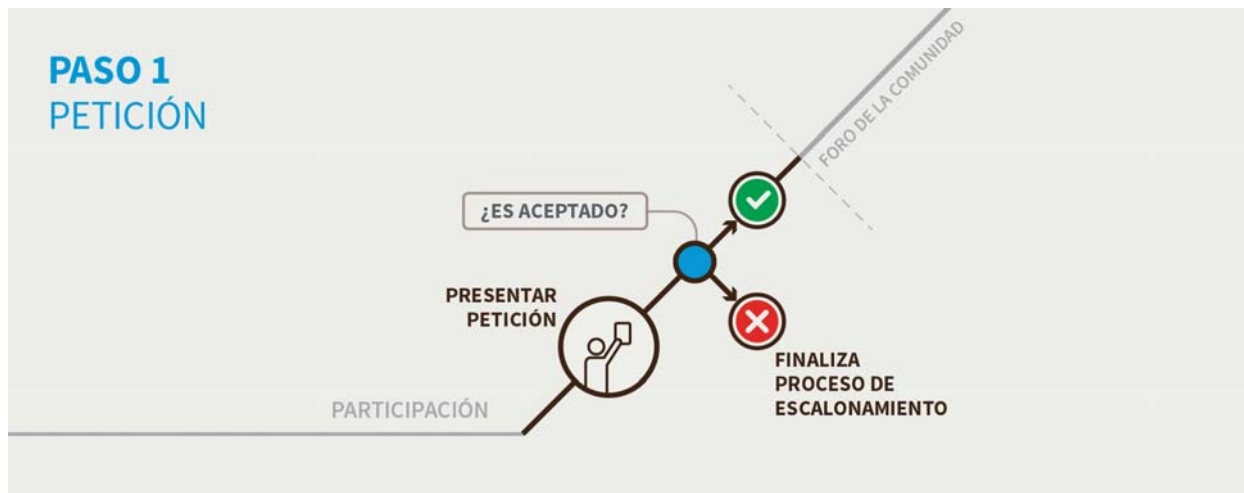 PASO 1
PETICIÓN
FORO DE LA COMUNIDAD
¿ES ACEPTADO?
PRESENTAR
PETICIÓN
FINALIZA
PROCESO DE
ESCALONAMIENTO
PARTICIPACIÓN